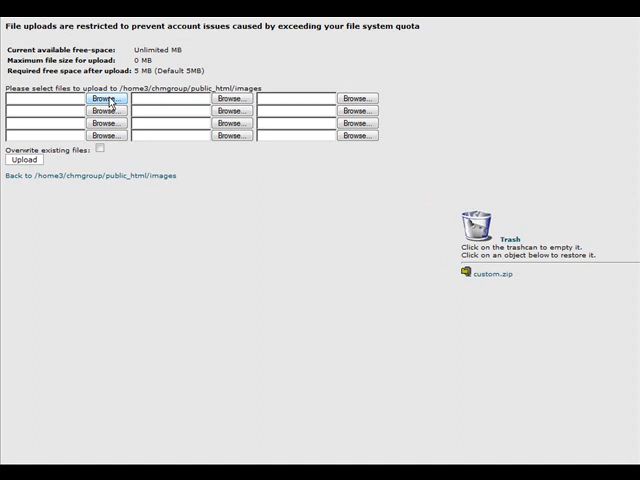 File uploads are restricted to prevent account issues caused by exceeding your file system quota
Current available free-space: Unlimited MB
Maximum file size for upload: 0 MB
Required free space after upload: 5 MB (Default 5MB)
Please select files to upload to /home3/chmgroup/public_html/images
Browse... Browse... Browse...
Browse... Browse... Browse...
Browse... Browse... Browse...
Browse... Browse... Browse...
Overwrite existing files:
Upload
Back to /home3/chmgroup/public_html/images
Trash
Click on the trashcan to empty it.
Click on an object below to restore it.
custom.zip